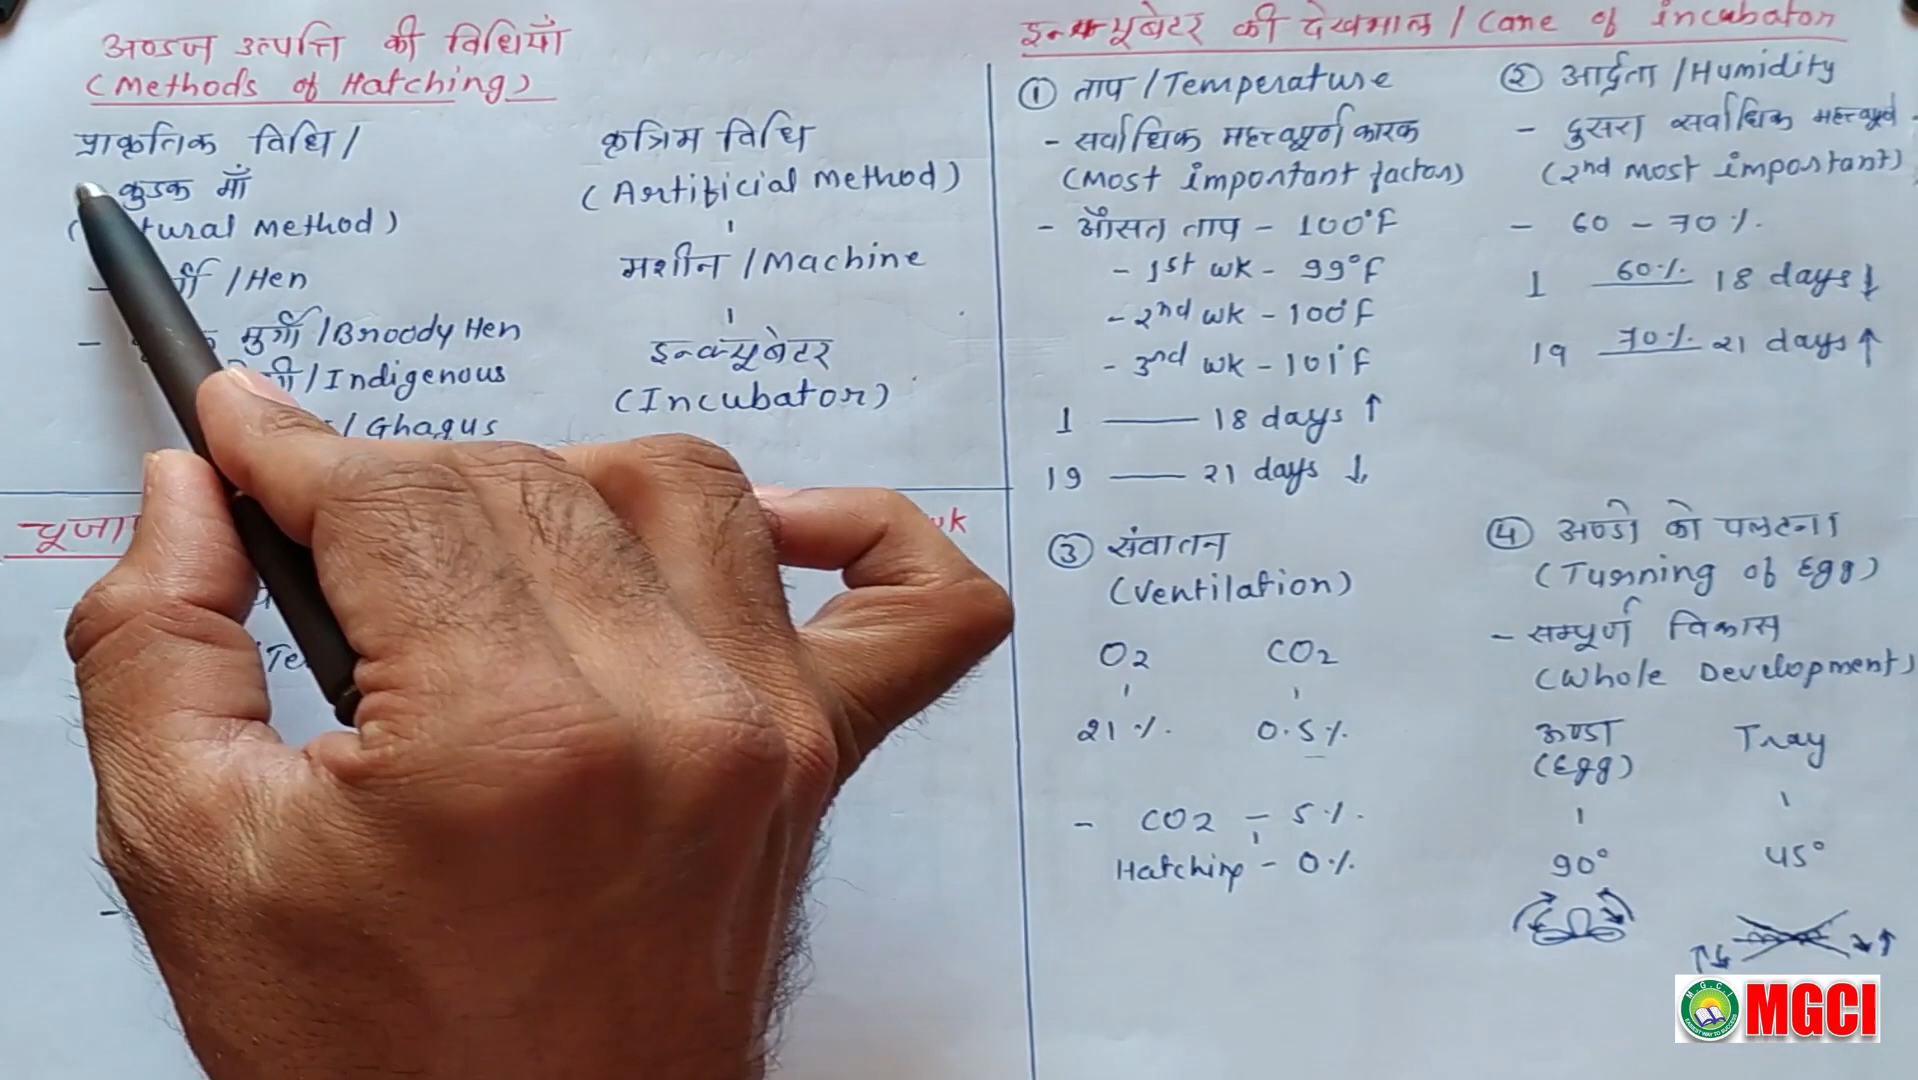 अण्डज उत्पत्ति की विधियाँ
(Methods of Hatching)
प्राकृतिक विधि /
कुडक माँ
tural Method)
/ Hen
मुर्गी / Broody Hen
/ Indigenous
/ Ghagus
कृत्रिम विधि
(Artificial Method)
मशीन / Machine
इन्क्यूबेटर
(Incubator)
चूजा
इन्क्यूबेटर की देखभाल / Care of incubator
① ताप / Temperature
- सर्वाधिक महत्वपूर्ण कारक
(Most important factor)
- औसत ताप - 100°F
- 1st wk - 99°F
- 2nd wk - 100°F
- 3rd wk - 101°F
1 —— 18 days ↑
19 —— 21 days ↓
② आर्द्रता / Humidity
- दुसरा सर्वाधिक महत्वपूर्ण -
(2nd most important)
- 60 - 70 %.
1 60% 18 days ↓
19 70% 21 days ↑
③ संवातन
(Ventilation)
O2 CO2
21 %. 0.5 %.
- CO2 - 5 %.
Hatching - 0 %.
④ अण्डो को पलटना
(Turning of Egg)
- सम्पूर्ण विकास
(Whole Development)
अण्डा Tray
(Egg)
90° 45°
M.G.C.I
EASIEST WAY TO SUCCESS
MGCI